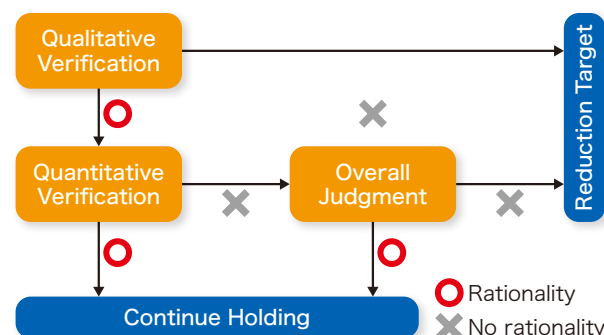 Qualitative
Verification
Reduction Target
Quantitative
Verification
Overall
Judgment
Continue Holding
Rationality
No rationality